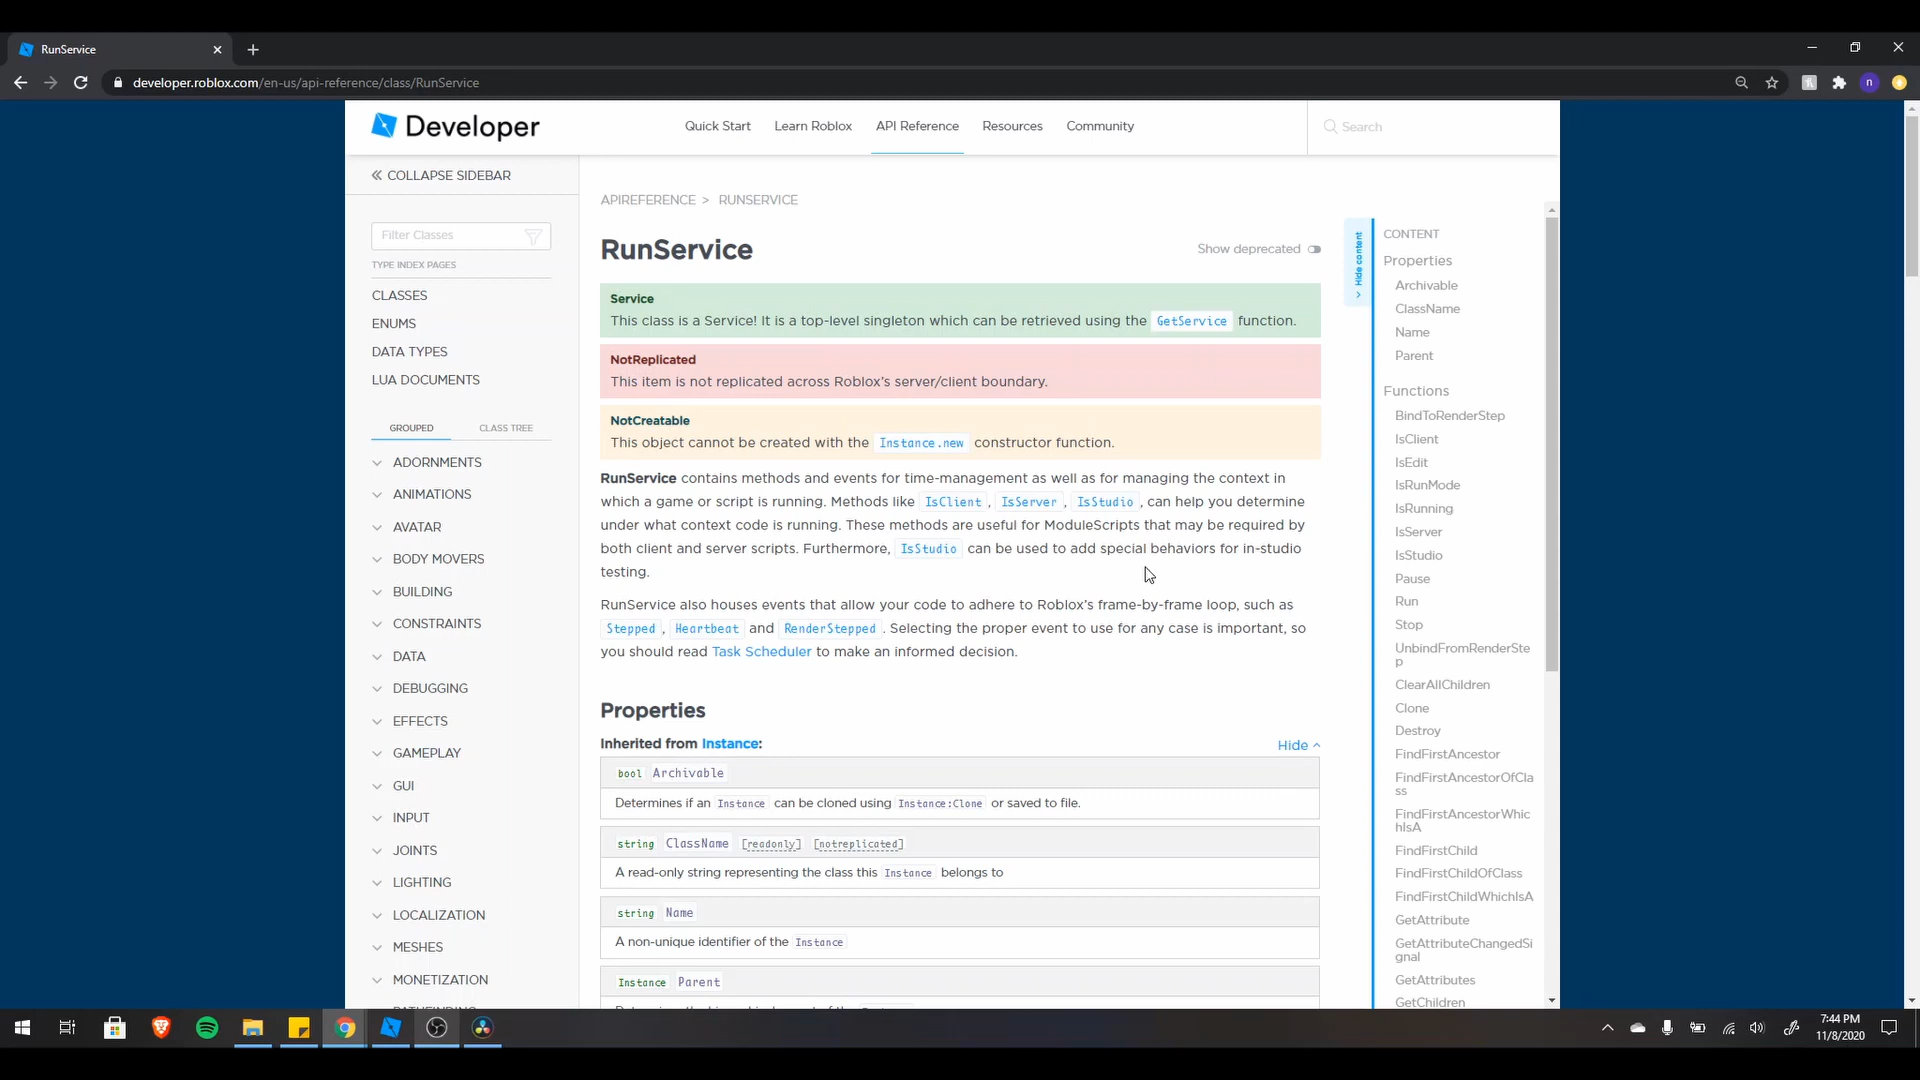 RunService
developer.roblox.com/en-us/api-reference/class/RunService
n
Developer
Quick Start
Learn Roblox
API Reference
Resources
Community
Search
COLLAPSE SIDEBAR
Filter Classes
TYPE INDEX PAGES
CLASSES
ENUMS
DATA TYPES
LUA DOCUMENTS
GROUPED
CLASS TREE
ADORNMENTS
ANIMATIONS
AVATAR
BODY MOVERS
BUILDING
CONSTRAINTS
DATA
DEBUGGING
EFFECTS
GAMEPLAY
GUI
INPUT
JOINTS
LIGHTING
LOCALIZATION
MESHES
MONETIZATION
APIREFERENCE > RUNSERVICE
RunService
Show deprecated
Service
This class is a Service! It is a top-level singleton which can be retrieved using the GetService function.
NotReplicated
This item is not replicated across Roblox's server/client boundary.
NotCreatable
This object cannot be created with the Instance.new constructor function.
RunService contains methods and events for time-management as well as for managing the context in
which a game or script is running. Methods like IsClient, IsServer, IsStudio, can help you determine
under what context code is running. These methods are useful for ModuleScripts that may be required by
both client and server scripts. Furthermore, IsStudio can be used to add special behaviors for in-studio
testing.
RunService also houses events that allow your code to adhere to Roblox's frame-by-frame loop, such as
Stepped, Heartbeat and RenderStepped. Selecting the proper event to use for any case is important, so
you should read Task Scheduler to make an informed decision.
Properties
Inherited from Instance:
Hide
bool Archivable
Determines if an Instance can be cloned using Instance:Clone or saved to file.
string ClassName [readonly] [notreplicated]
A read-only string representing the class this Instance belongs to
string Name
A non-unique identifier of the Instance
Instance Parent
Hide content
CONTENT
Properties
Archivable
ClassName
Name
Parent
Functions
BindToRenderStep
IsClient
IsEdit
IsRunMode
IsRunning
IsServer
IsStudio
Pause
Run
Stop
UnbindFromRenderSte
p
ClearAllChildren
Clone
Destroy
FindFirstAncestor
FindFirstAncestorOfCla
ss
FindFirstAncestorWhic
hIsA
FindFirstChild
FindFirstChildOfClass
FindFirstChildWhichIsA
GetAttribute
GetAttributeChangedSi
gnal
GetAttributes
GetChildren
7:44 PM
11/8/2020